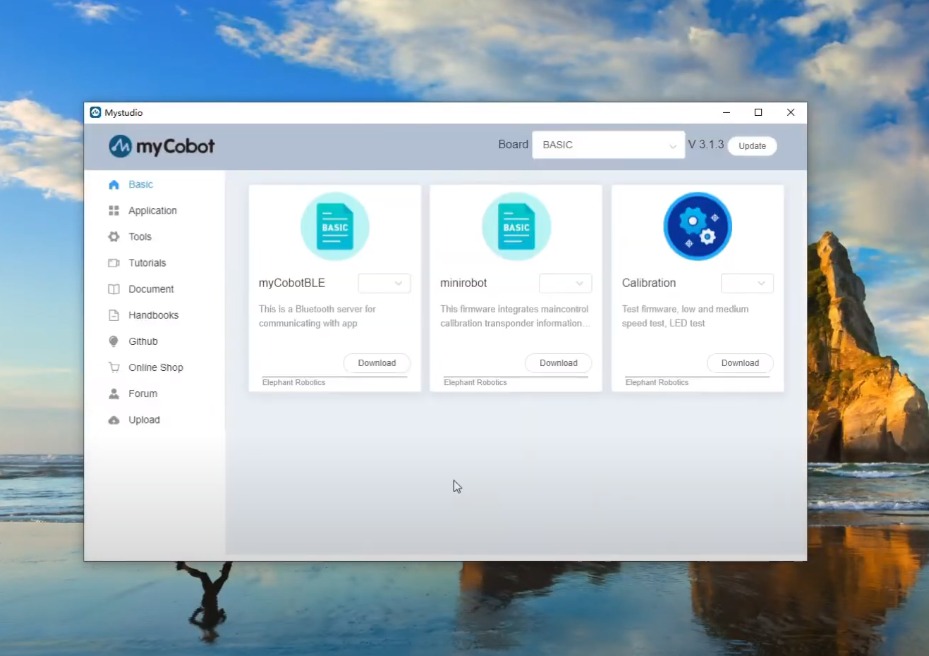 Mystudio
myCobot
Board
BASIC
V 3.1.3
Update
Basic
Application
Tools
Tutorials
Document
Handbooks
Github
Online Shop
Forum
Upload
BASIC
myCobotBLE
This is a Bluetooth server for
communicating with app
Download
Elephant Robotics
BASIC
minirobot
This firmware integrates maincontrol
calibration transponder information...
Download
Elephant Robotics
Calibration
Test firmware, low and medium
speed test, LED test
Download
Elephant Robotics